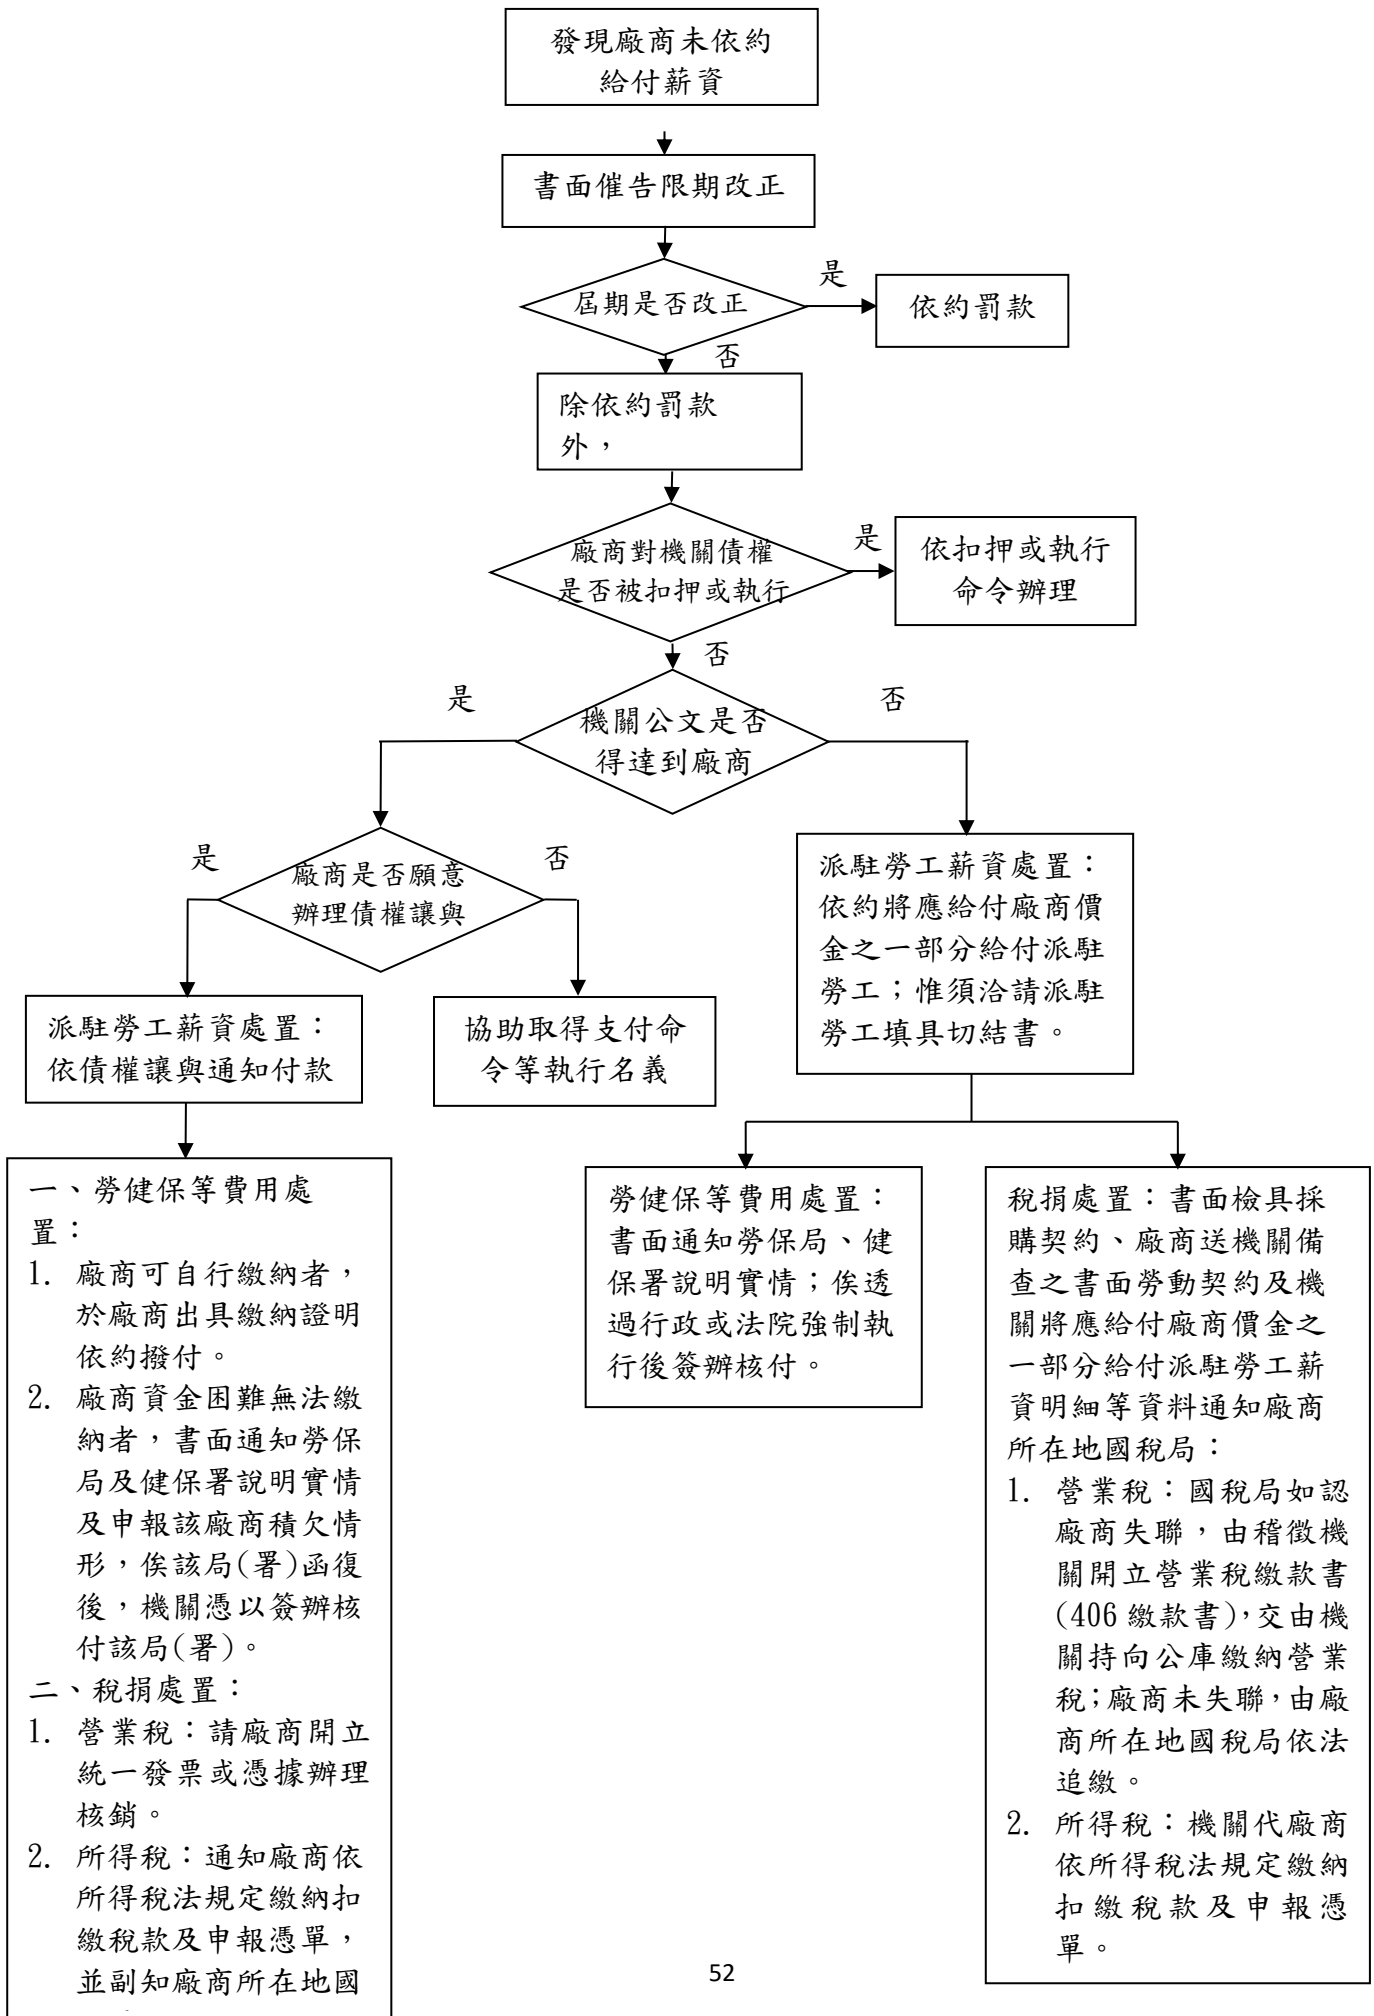 發現廠商未依約
給付薪資
書面催告限期改正
屆期是否改正
是
依約罰款
否
除依約罰款
外，
廠商對機關債權
是否被扣押或執行
是
依扣押或執行
命令辦理
否
機關公文是否
得達到廠商
是
否
廠商是否願意
辦理債權讓與
是
否
派駐勞工薪資處置：
依約將應給付廠商價
金之一部分給付派駐
勞工；惟須洽請派駐
勞工填具切結書。
派駐勞工薪資處置：
依債權讓與通知付款
協助取得支付命
令等執行名義
一、勞健保等費用處
置：
1. 廠商可自行繳納者，
於廠商出具繳納證明
依約撥付。
2. 廠商資金困難無法繳
納者，書面通知勞保
局及健保署說明實情
及申報該廠商積欠情
形，俟該局(署)函復
後，機關憑以簽辦核
付該局(署)。
二、稅捐處置：
1. 營業稅：請廠商開立
統一發票或憑據辦理
核銷。
2. 所得稅：通知廠商依
所得稅法規定繳納扣
繳稅款及申報憑單，
並副知廠商所在地國
勞健保等費用處置：
書面通知勞保局、健
保署說明實情；俟透
過行政或法院強制執
行後簽辦核付。
稅捐處置：書面檢具採
購契約、廠商送機關備
查之書面勞動契約及機
關將應給付廠商價金之
一部分給付派駐勞工薪
資明細等資料通知廠商
所在地國稅局：
1. 營業稅：國稅局如認
廠商失聯，由稽徵機
關開立營業稅繳款書
(406 繳款書)，交由機
關持向公庫繳納營業
稅；廠商未失聯，由廠
商所在地國稅局依法
追繳。
2. 所得稅：機關代廠商
依所得稅法規定繳納
扣繳稅款及申報憑
單。
52